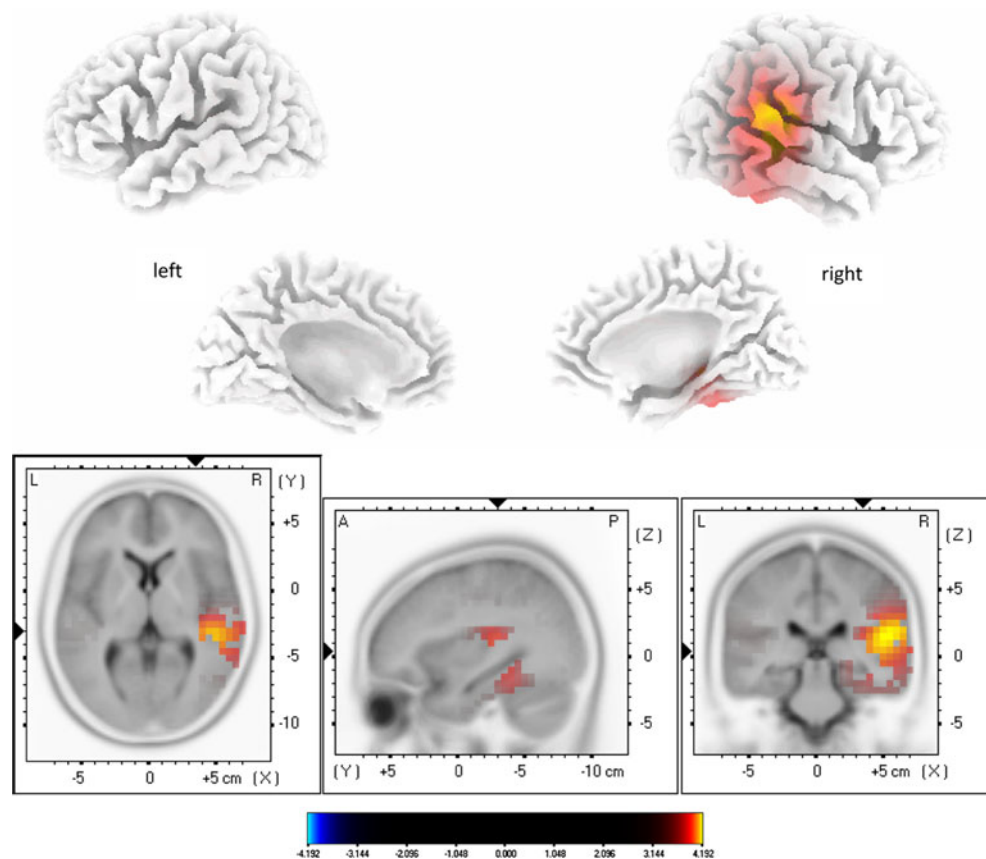 left
right
L R (Y)
+5
0
-5
-10
-5 0 +5 cm (X)
A P (Z)
+5
0
-5
(Y) +5 0 -5 -10 cm
L R (Z)
+5
0
-5
-5 0 +5 cm (X)
-4.192 -3.144 -2.096 -1.048 0.000 1.048 2.096 3.144 4.192